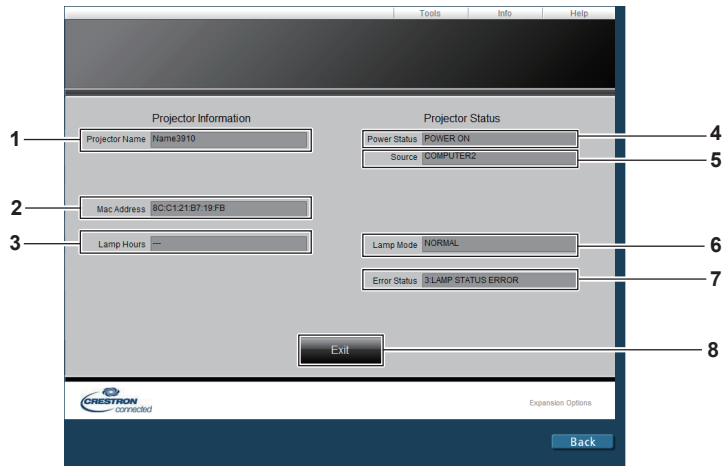 Tools Info Help
Projector Information Projector Status
1 Projector Name Name3910 Power Status POWER ON 4
Source COMPUTER2 5
2 Mac Address 8C:C1:21:B7:19:FB
3 Lamp Hours --- Lamp Mode NORMAL 6
Error Status 3:LAMP STATUS ERROR 7
Exit 8
CRESTRON
connected
Expansion Options
Back